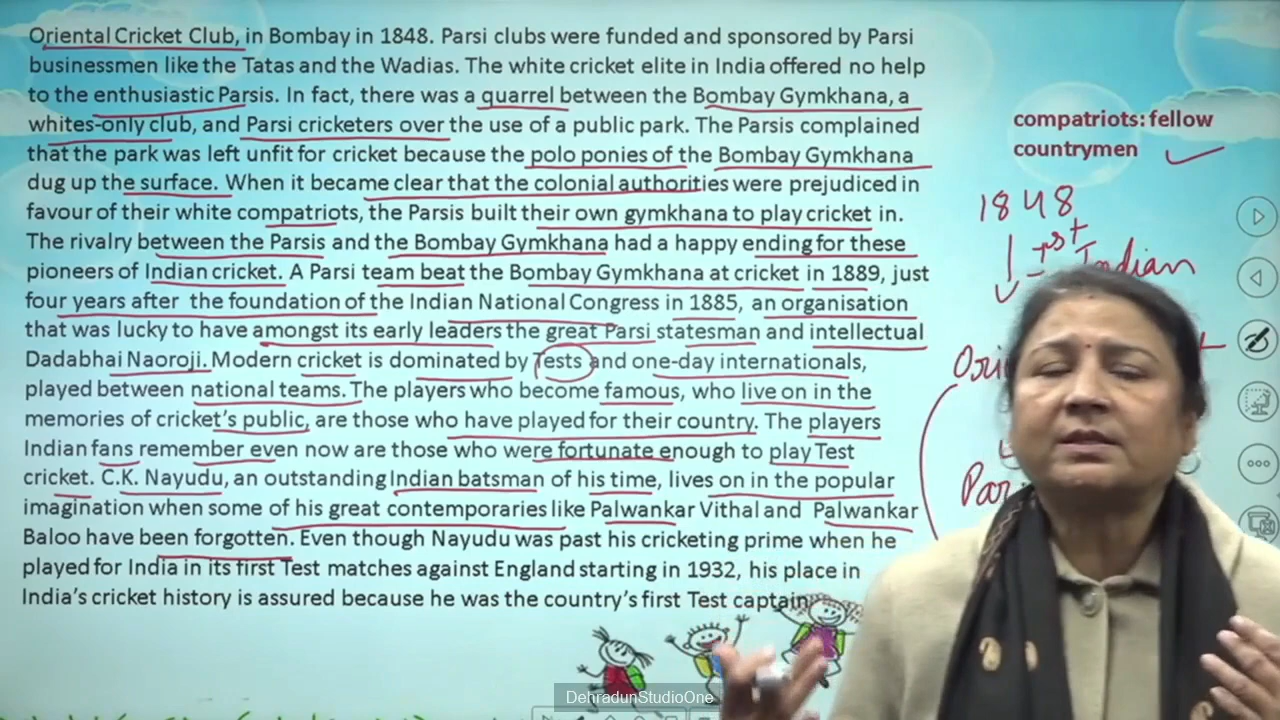 Oriental Cricket Club, in Bombay in 1848. Parsi clubs were funded and sponsored by Parsi
businessmen like the Tatas and the Wadias. The white cricket elite in India offered no help
to the enthusiastic Parsis. In fact, there was a quarrel between the Bombay Gymkhana, a
whites-only club, and Parsi cricketers over the use of a public park. The Parsis complained
that the park was left unfit for cricket because the polo ponies of the Bombay Gymkhana
dug up the surface. When it became clear that the colonial authorities were prejudiced in
favour of their white compatriots, the Parsis built their own gymkhana to play cricket in.
The rivalry between the Parsis and the Bombay Gymkhana had a happy ending for these
pioneers of Indian cricket. A Parsi team beat the Bombay Gymkhana at cricket in 1889, just
four years after the foundation of the Indian National Congress in 1885, an organisation
that was lucky to have amongst its early leaders the great Parsi statesman and intellectual
Dadabhai Naoroji. Modern cricket is dominated by Tests and one-day internationals,
played between national teams. The players who become famous, who live on in the
memories of cricket's public, are those who have played for their country. The players
Indian fans remember even now are those who were fortunate enough to play Test
cricket. C.K. Nayudu, an outstanding Indian batsman of his time, lives on in the popular
imagination when some of his great contemporaries like Palwankar Vithal and Palwankar
Baloo have been forgotten. Even though Nayudu was past his cricketing prime when he
played for India in its first Test matches against England starting in 1932, his place in
India's cricket history is assured because he was the country's first Test captain
compatriots: fellow
countrymen
1848
1st
Indian
Ori
Par
DehradunStudioOne